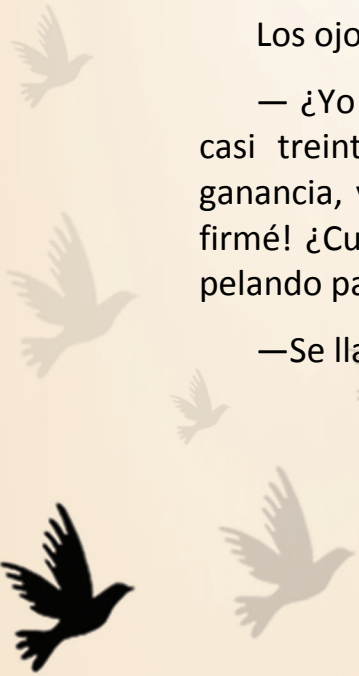 Los ojo
— ¿Yo
casi treint
ganancia,
firmé! ¿Cu
pelando pa
—Se lla